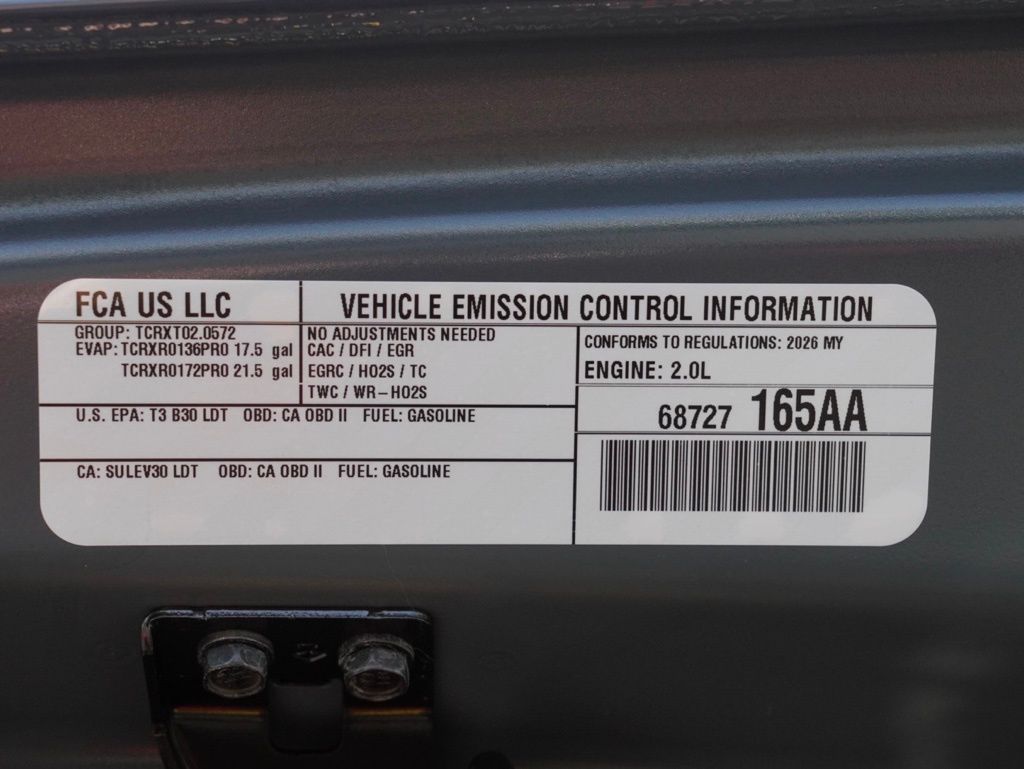 FCA US LLC
VEHICLE EMISSION CONTROL INFORMATION
GROUP: TCRXT02.0572
EVAP: TCRXR0136PR0 17.5 gal
TCRXR0172PR0 21.5 gal
NO ADJUSTMENTS NEEDED
CAC / DFI / EGR
EGRC / HO2S / TC
TWC / WR-HO2S
CONFORMS TO REGULATIONS: 2026 MY
ENGINE: 2.0L
68727 165AA
U.S. EPA: T3 B30 LDT OBD: CA OBD II FUEL: GASOLINE
CA: SULEV30 LDT OBD: CA OBD II FUEL: GASOLINE